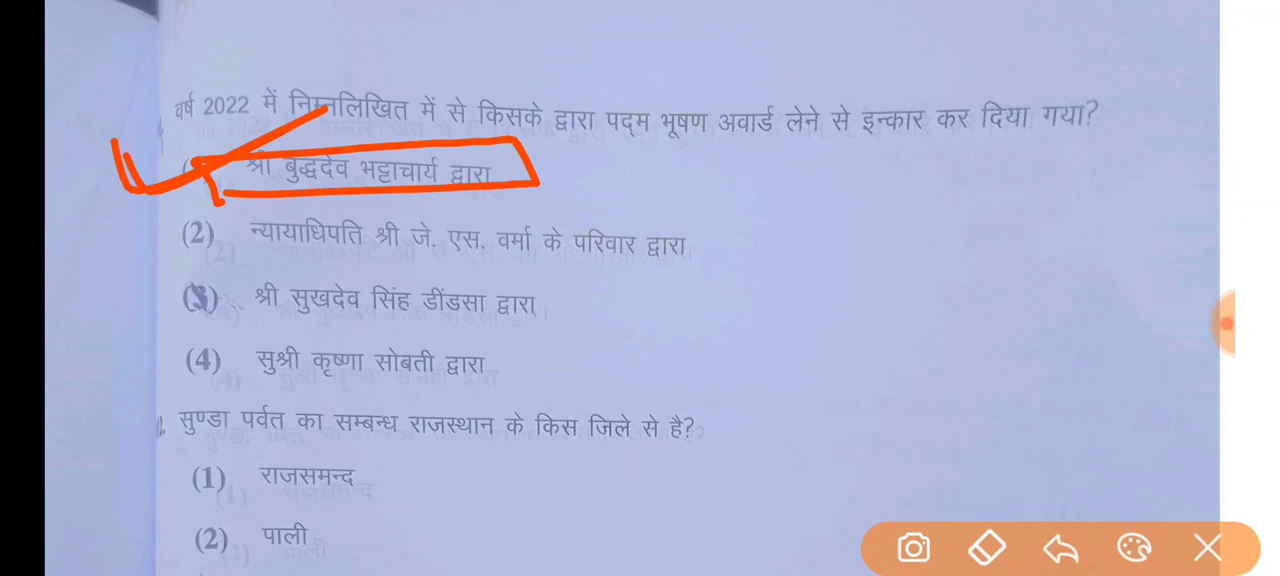 वर्ष 2022 में निम्नलिखित में से किसके द्वारा पद्म भूषण अवार्ड लेने से इन्कार कर दिया गया?
श्री बुद्धदेव भट्टाचार्य द्वारा
(2) न्यायाधिपति श्री जे. एस. वर्मा के परिवार द्वारा
(3) श्री सुखदेव सिंह डींडसा द्वारा
(4) सुश्री कृष्णा सोबती द्वारा
सुण्डा पर्वत का सम्बन्ध राजस्थान के किस जिले से है?
(1) राजसमन्द
(2) पाली